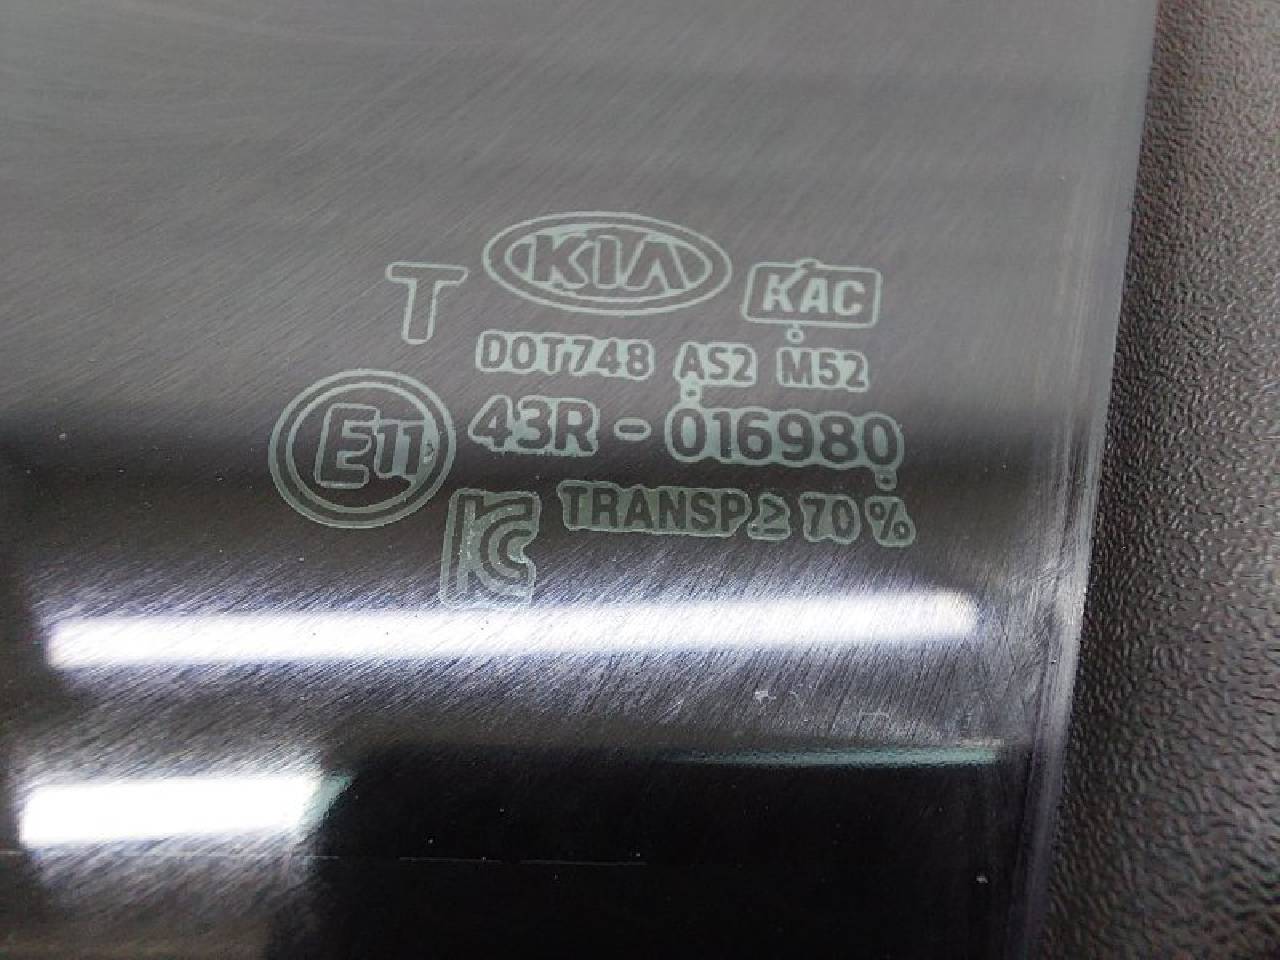 T KIA KAC
DOT748 AS2 M52
E11 43R - 016980
KC TRANSP. ≥ 70 %